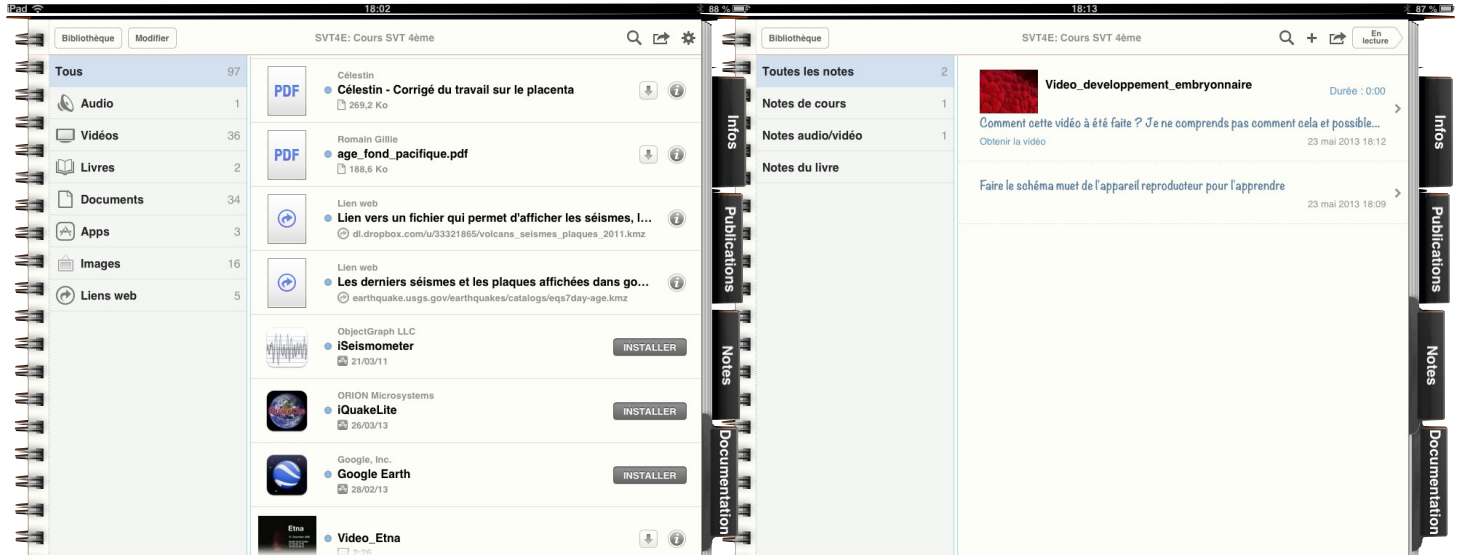 iPad 18:02 88 %
Bibliothèque Modifier SVT4E: Cours SVT 4ème
Tous 97
Audio 1
Vidéos 36
Livres 2
Documents 34
Apps 3
Images 16
Liens web 5
PDF
Célestin
Célestin - Corrigé du travail sur le placenta
269,2 Ko
PDF
Romain Gillie
age_fond_pacifique.pdf
188,6 Ko
Lien web
Lien vers un fichier qui permet d'afficher les séismes, l...
dl.dropbox.com/u/33321865/volcans_seismes_plaques_2011.kmz
Lien web
Les derniers séismes et les plaques affichées dans go...
earthquake.usgs.gov/earthquakes/catalogs/eqs7day-age.kmz
ObjectGraph LLC
iSeismometer INSTALLER
21/03/11
ORION Microsystems
iQuakeLite INSTALLER
26/03/13
Google, Inc.
Google Earth INSTALLER
28/02/13
Etna
Video_Etna
2:26
Infos
Publications
Notes
Documentation
18:13 87 %
Bibliothèque SVT4E: Cours SVT 4ème En lecture
Toutes les notes 2
Notes de cours 1
Notes audio/vidéo 1
Notes du livre
Video_developpement_embryonnaire Durée : 0:00
Comment cette vidéo à été faite ? Je ne comprends pas comment cela et possible...
Obtenir la vidéo 23 mai 2013 18:12
Faire le schéma muet de l'appareil reproducteur pour l'apprendre
23 mai 2013 18:09
Infos
Publications
Notes
Documentation